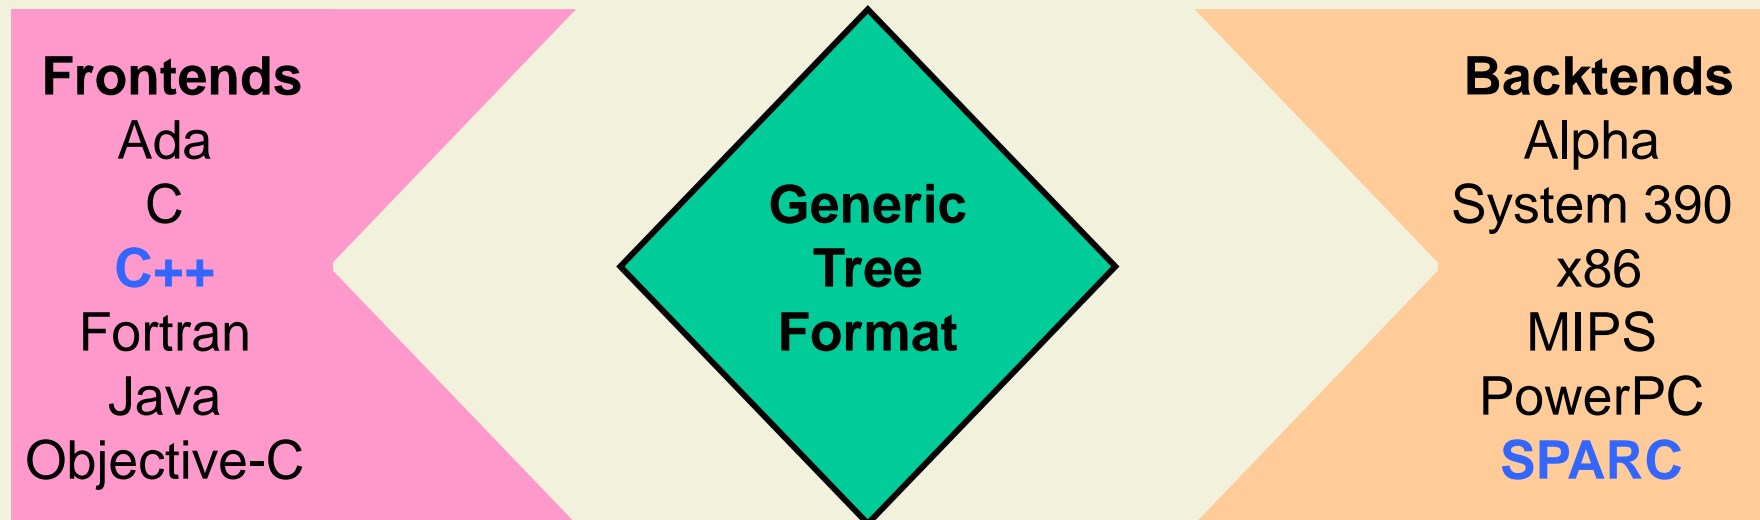 Frontends
Ada
C
C++
Fortran
Java
Objective-C
Generic
Tree
Format
Backtends
Alpha
System 390
x86
MIPS
PowerPC
SPARC